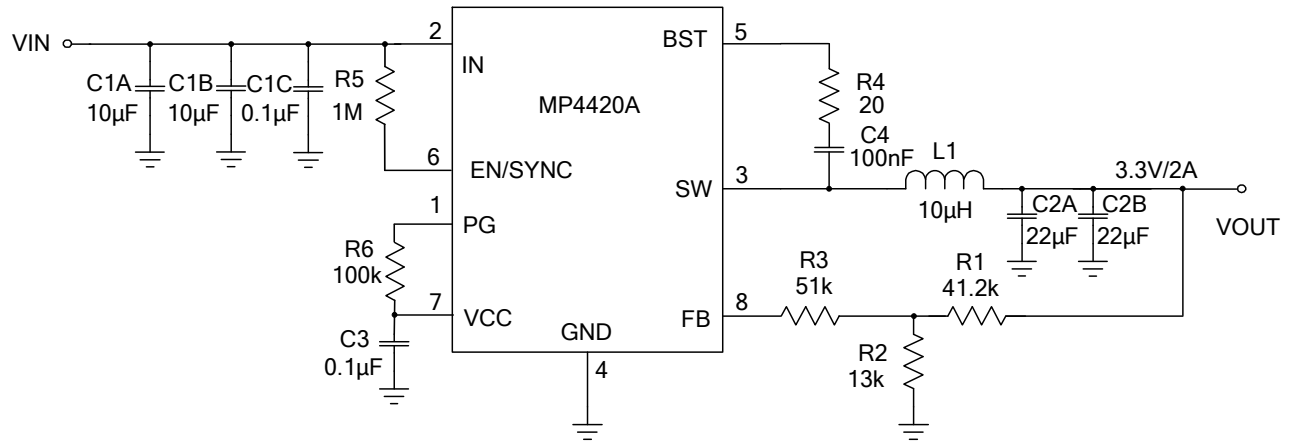 VIN
C1A
10µF
C1B
10µF
C1C
0.1µF
R5
1M
2
IN
6
EN/SYNC
1
PG
R6
100k
7
VCC
C3
0.1µF
MP4420A
GND
4
BST
5
R4
20
C4
100nF
SW
3
L1
10µH
3.3V/2A
C2A
22µF
C2B
22µF
VOUT
FB
8
R3
51k
R1
41.2k
R2
13k